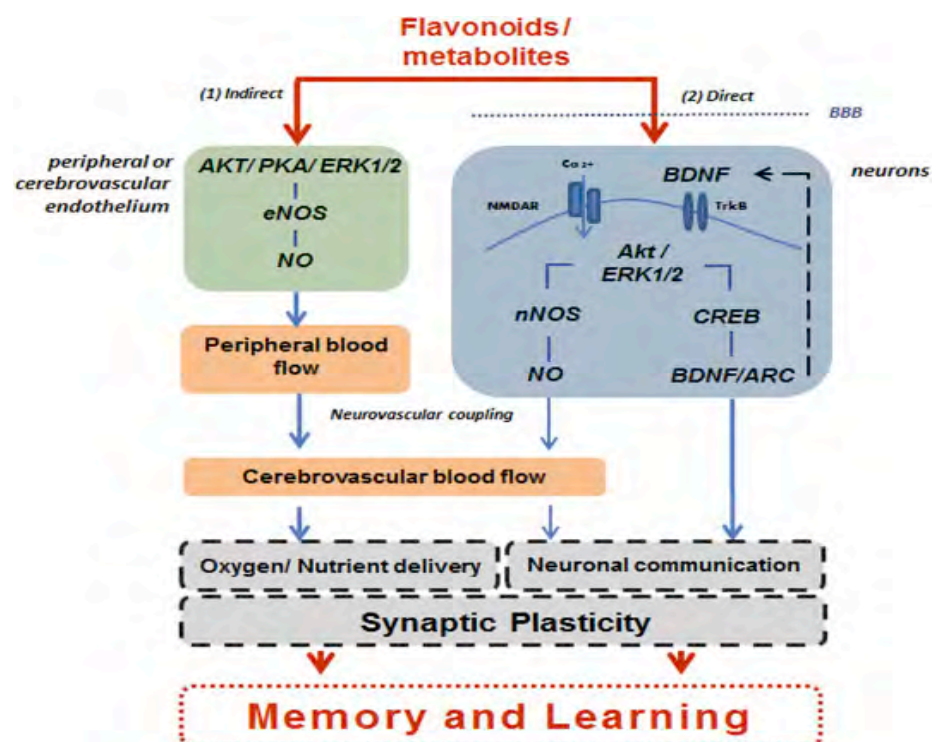 Flavonoids/
metabolites
(1) Indirect
(2) Direct
BBB
peripheral or
cerebrovascular
endothelium
AKT/ PKA/ ERK1/2
eNOS
NO
neurons
Ca 2+
BDNF
NMDAR
TrkB
Akt /
ERK1/2
nNOS
CREB
NO
BDNF/ARC
Peripheral blood
flow
Neurovascular coupling
Cerebrovascular blood flow
Oxygen/ Nutrient delivery
Neuronal communication
Synaptic Plasticity
Memory and Learning